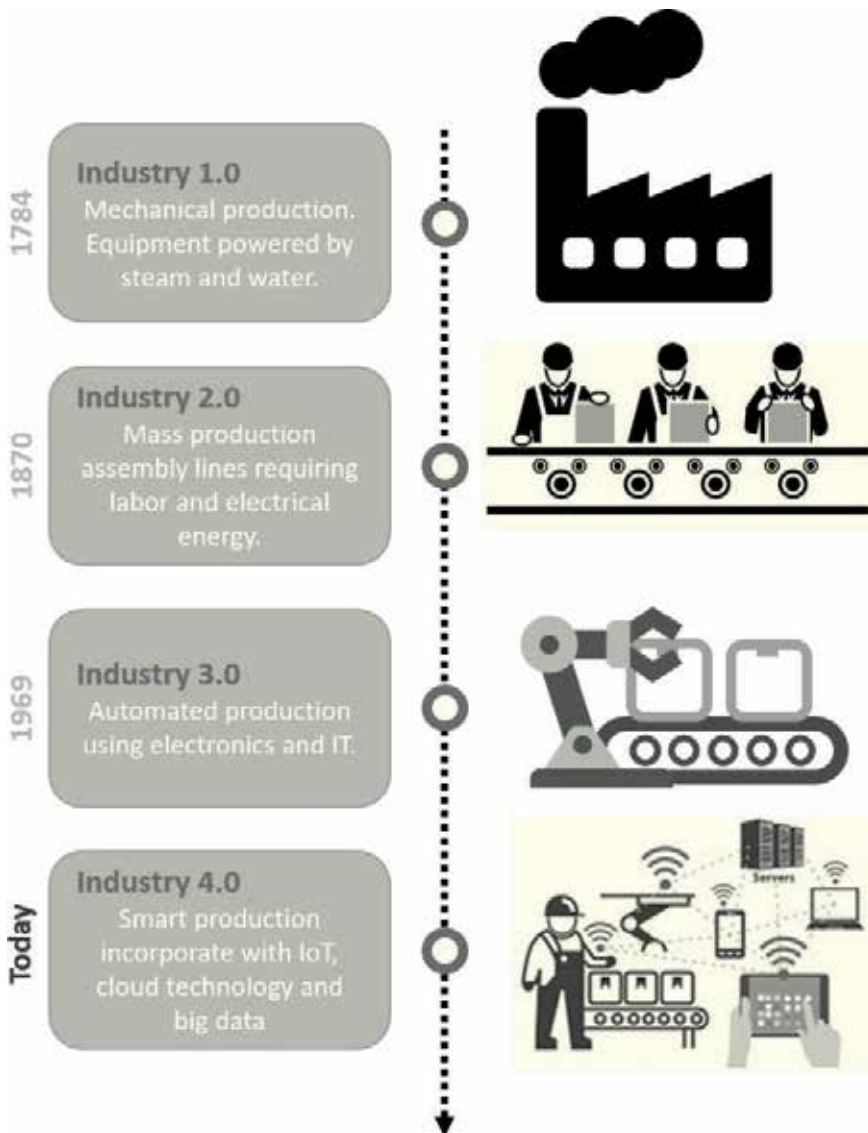 1784
Industry 1.0
Mechanical production.
Equipment powered by
steam and water.
1870
Industry 2.0
Mass production
assembly lines requiring
labor and electrical
energy.
1969
Industry 3.0
Automated production
using electronics and IT.
Today
Industry 4.0
Smart production
incorporate with IoT,
cloud technology and
big data
Servers